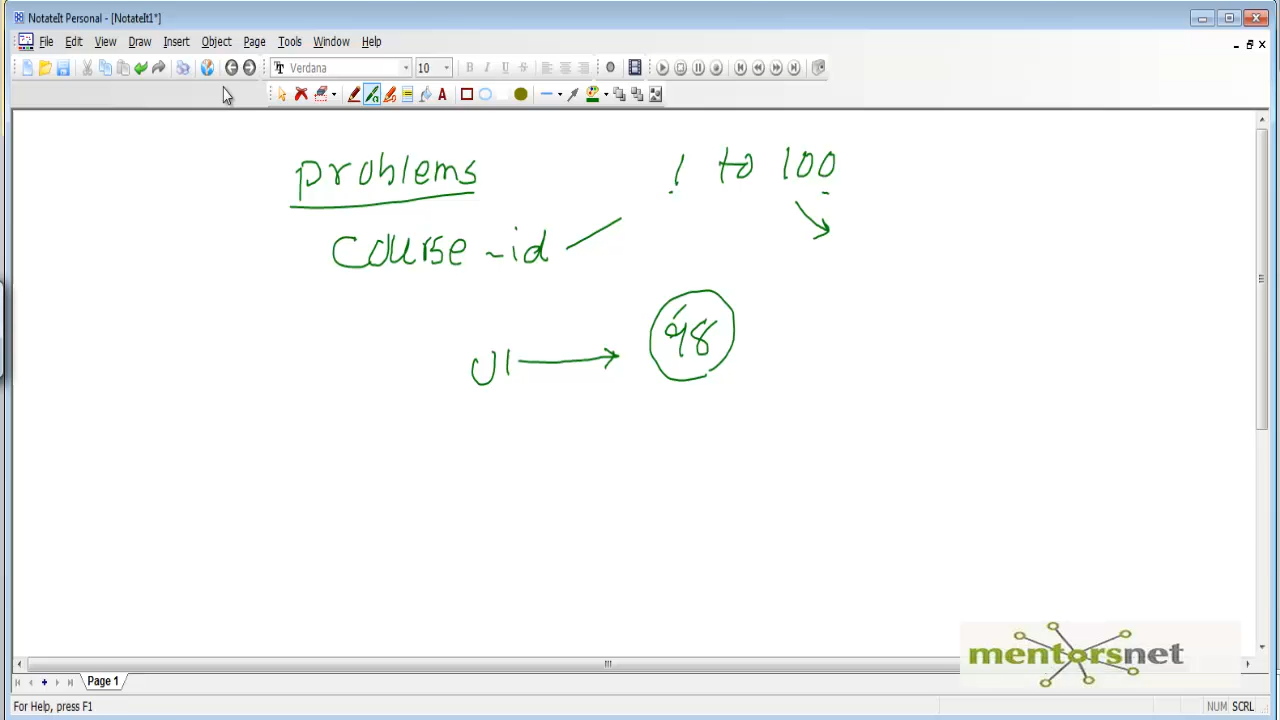 NotateIt Personal - [NotateIt1*]
File Edit View Draw Insert Object Page Tools Window Help
Verdana 10 B I U S
problems 1 to 100
course-id
UI 98
mentorsnet
Page 1
For Help, press F1 NUM SCRL